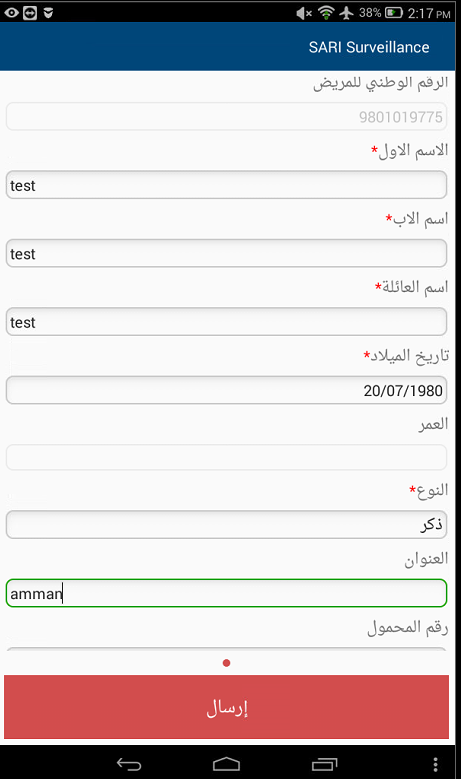 38% 2:17 PM
SARI Surveillance
الرقم الوطني للمريض
9801019775
الاسم الاول*
test
اسم الاب*
test
اسم العائلة*
test
تاريخ الميلاد*
20/07/1980
العمر
النوع*
ذكر
العنوان
amman
رقم المحمول
إرسال